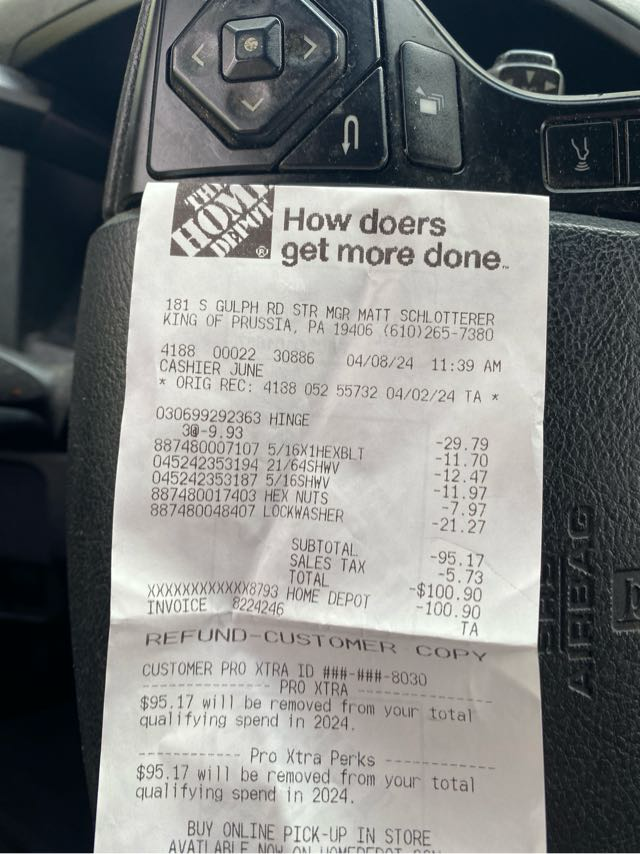 THE
HOME
DEPOT®
How doers
get more done™
181 S GULPH RD STR MGR MATT SCHLOTTERER
KING OF PRUSSIA, PA 19406 (610)265-7380
4188 00022 30886 04/08/24 11:39 AM
CASHIER JUNE
* ORIG REC: 4188 052 55732 04/02/24 TA *
030699292363 HINGE
3@-9.93 -29.79
887480007107 5/16X1HEXBLT -11.70
045242353194 21/64SHWV -12.47
045242353187 5/16SHWV -11.97
887480017403 HEX NUTS -7.97
887480048407 LOCKWASHER -21.27
SUBTOTAL -95.17
SALES TAX -5.73
TOTAL -$100.90
XXXXXXXXXXXX8793 HOME DEPOT -100.90
INVOICE 8224246 TA
REFUND-CUSTOMER COPY
CUSTOMER PRO XTRA ID ###-###-8030
--------------- PRO XTRA ---------------
$95.17 will be removed from your total
qualifying spend in 2024.
------------ Pro Xtra Perks ------------
$95.17 will be removed from your total
qualifying spend in 2024.
BUY ONLINE PICK-UP IN STORE
AVAILABLE NOW ON HOMEDEPOT.COM
SRS
AIRBAG